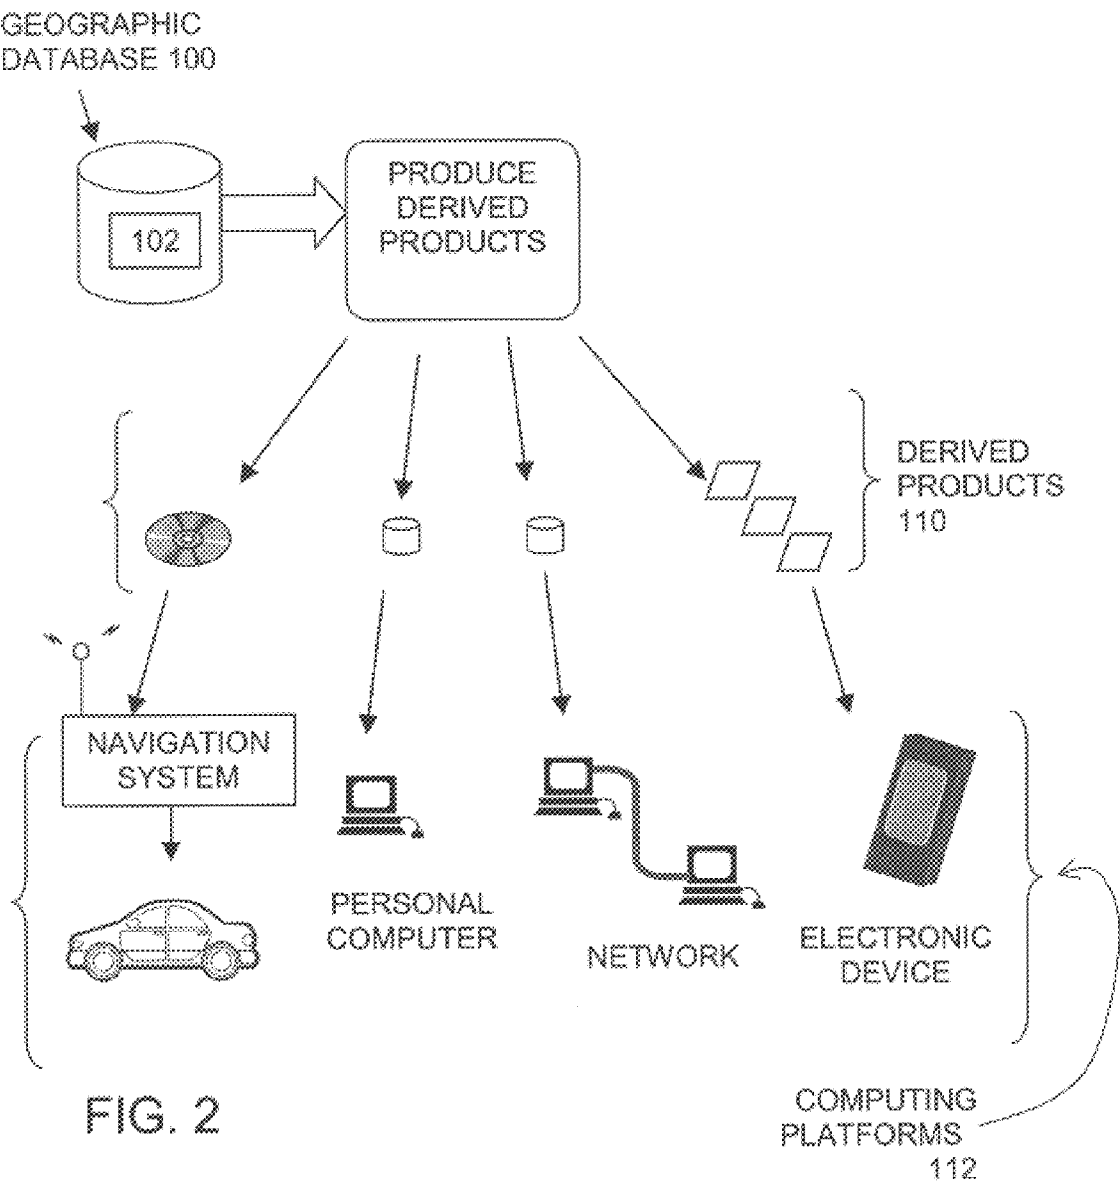 GEOGRAPHIC
DATABASE 100
102
PRODUCE
DERIVED
PRODUCTS
DERIVED
PRODUCTS
110
NAVIGATION
SYSTEM
PERSONAL
COMPUTER
NETWORK
ELECTRONIC
DEVICE
COMPUTING
PLATFORMS
112
FIG. 2